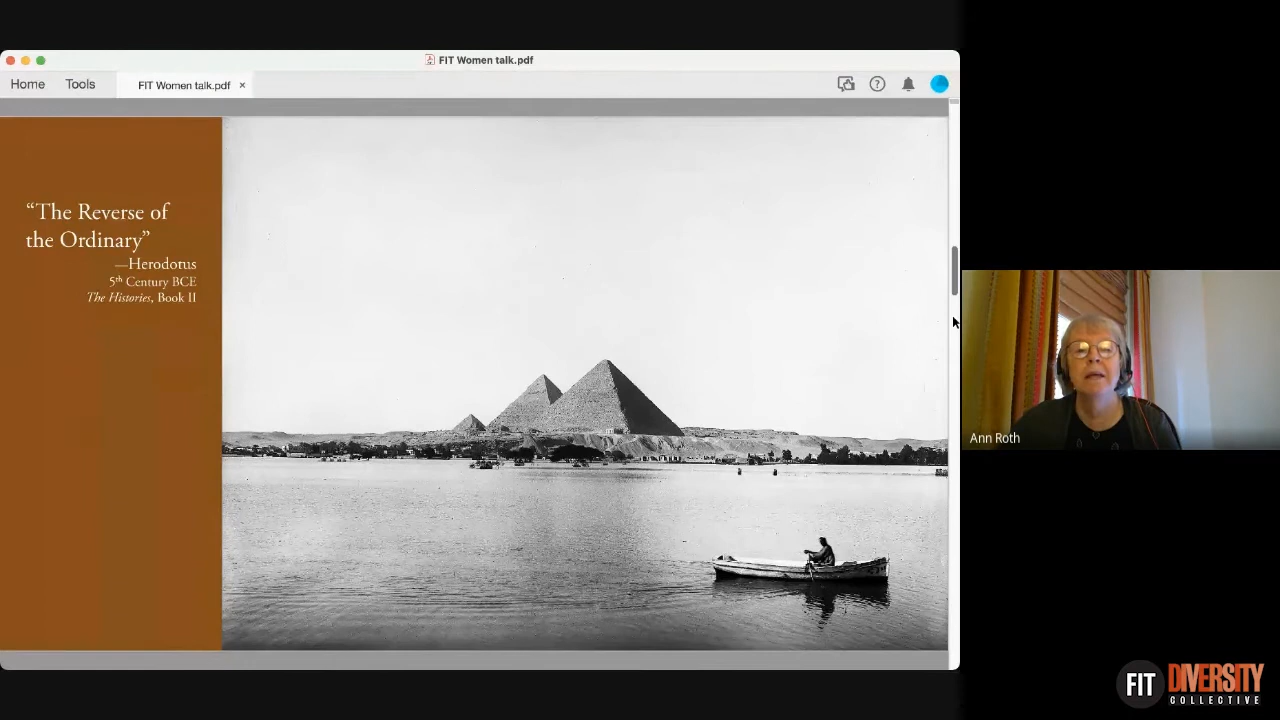 FIT Women talk.pdf
Home Tools FIT Women talk.pdf ×
“The Reverse of
the Ordinary”
—Herodotus
5th Century BCE
The Histories, Book II
Ann Roth
FIT DIVERSITY
COLLECTIVE